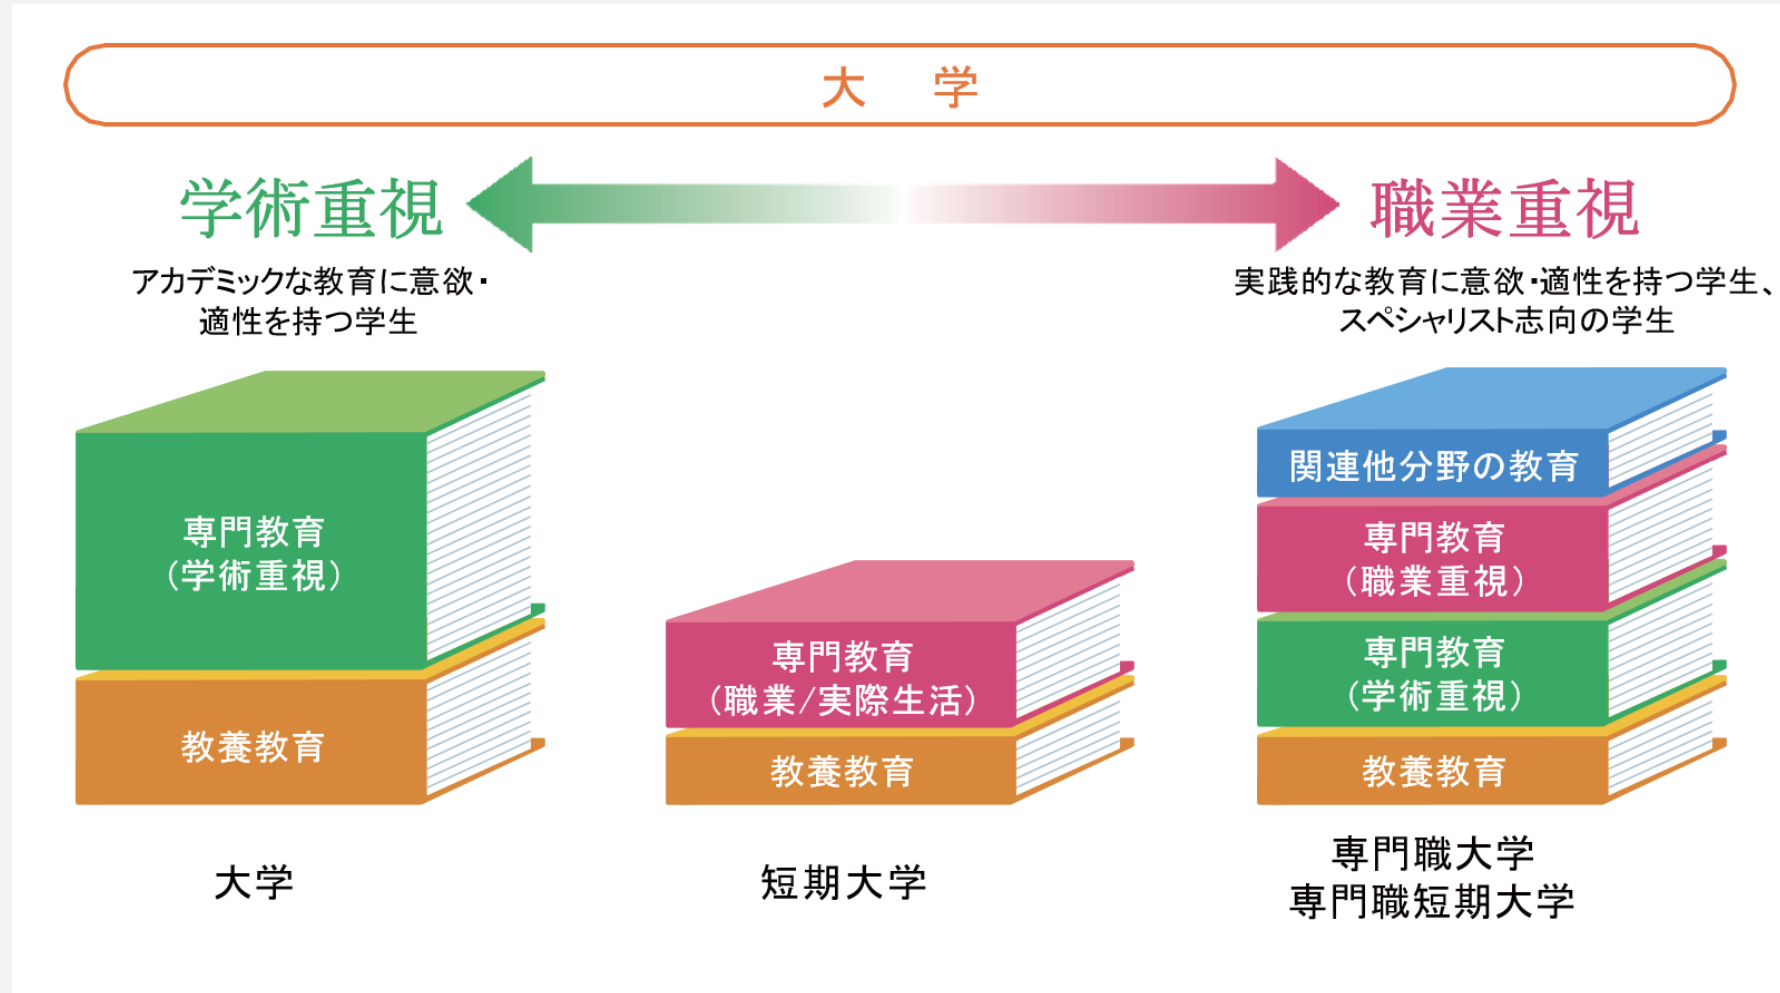 大 学
学術重視
職業重視
アカデミックな教育に意欲・
適性を持つ学生
実践的な教育に意欲・適性を持つ学生、
スペシャリスト志向の学生
専門教育
（学術重視）
教養教育
大学
専門教育
（職業/実際生活）
教養教育
短期大学
関連他分野の教育
専門教育
（職業重視）
専門教育
（学術重視）
教養教育
専門職大学
専門職短期大学